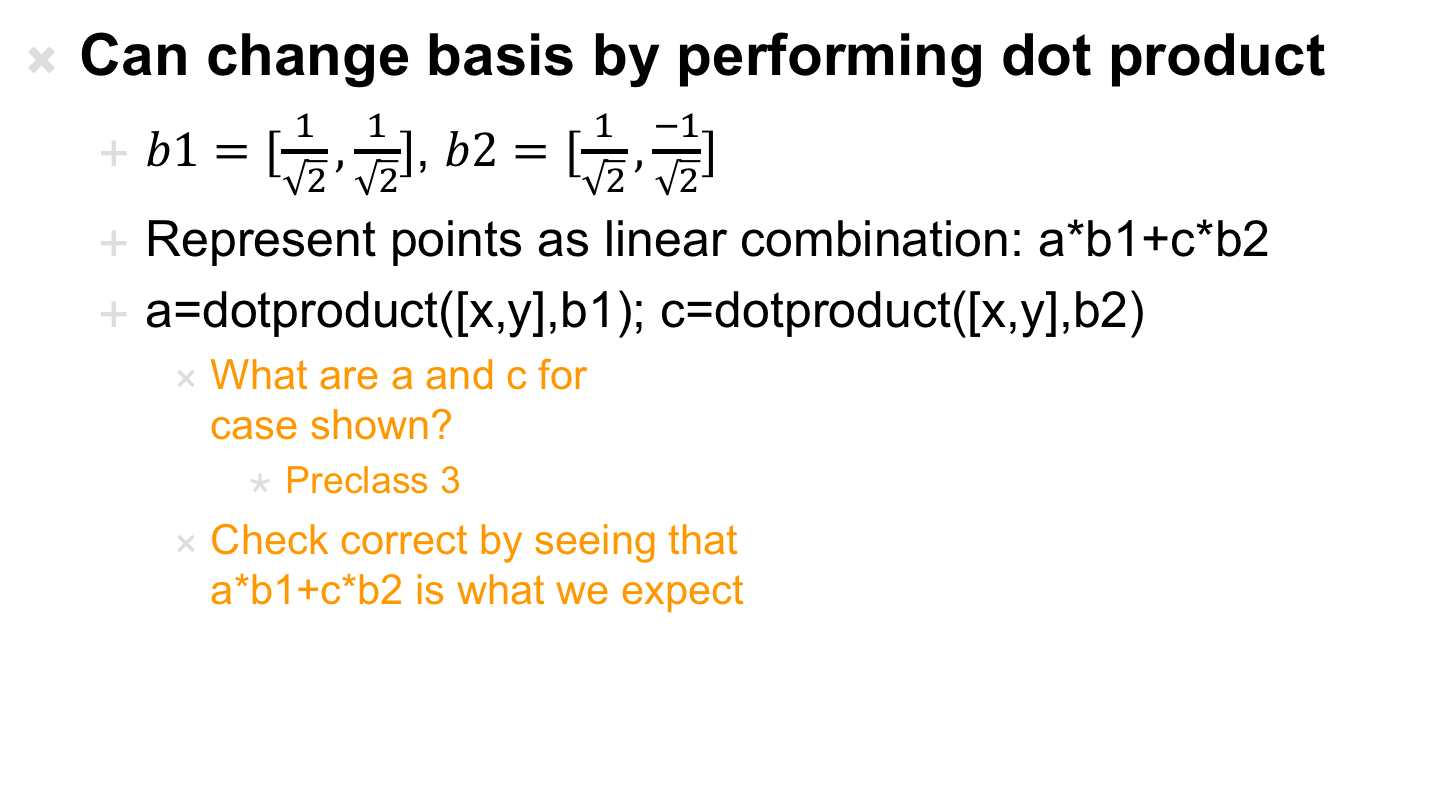 Can change basis by performing dot product
b1 = [1/√2, 1/√2], b2 = [1/√2, −1/√2]
Represent points as linear combination: a*b1+c*b2
a=dotproduct([x,y],b1); c=dotproduct([x,y],b2)
What are a and c for
case shown?
Preclass 3
Check correct by seeing that
a*b1+c*b2 is what we expect